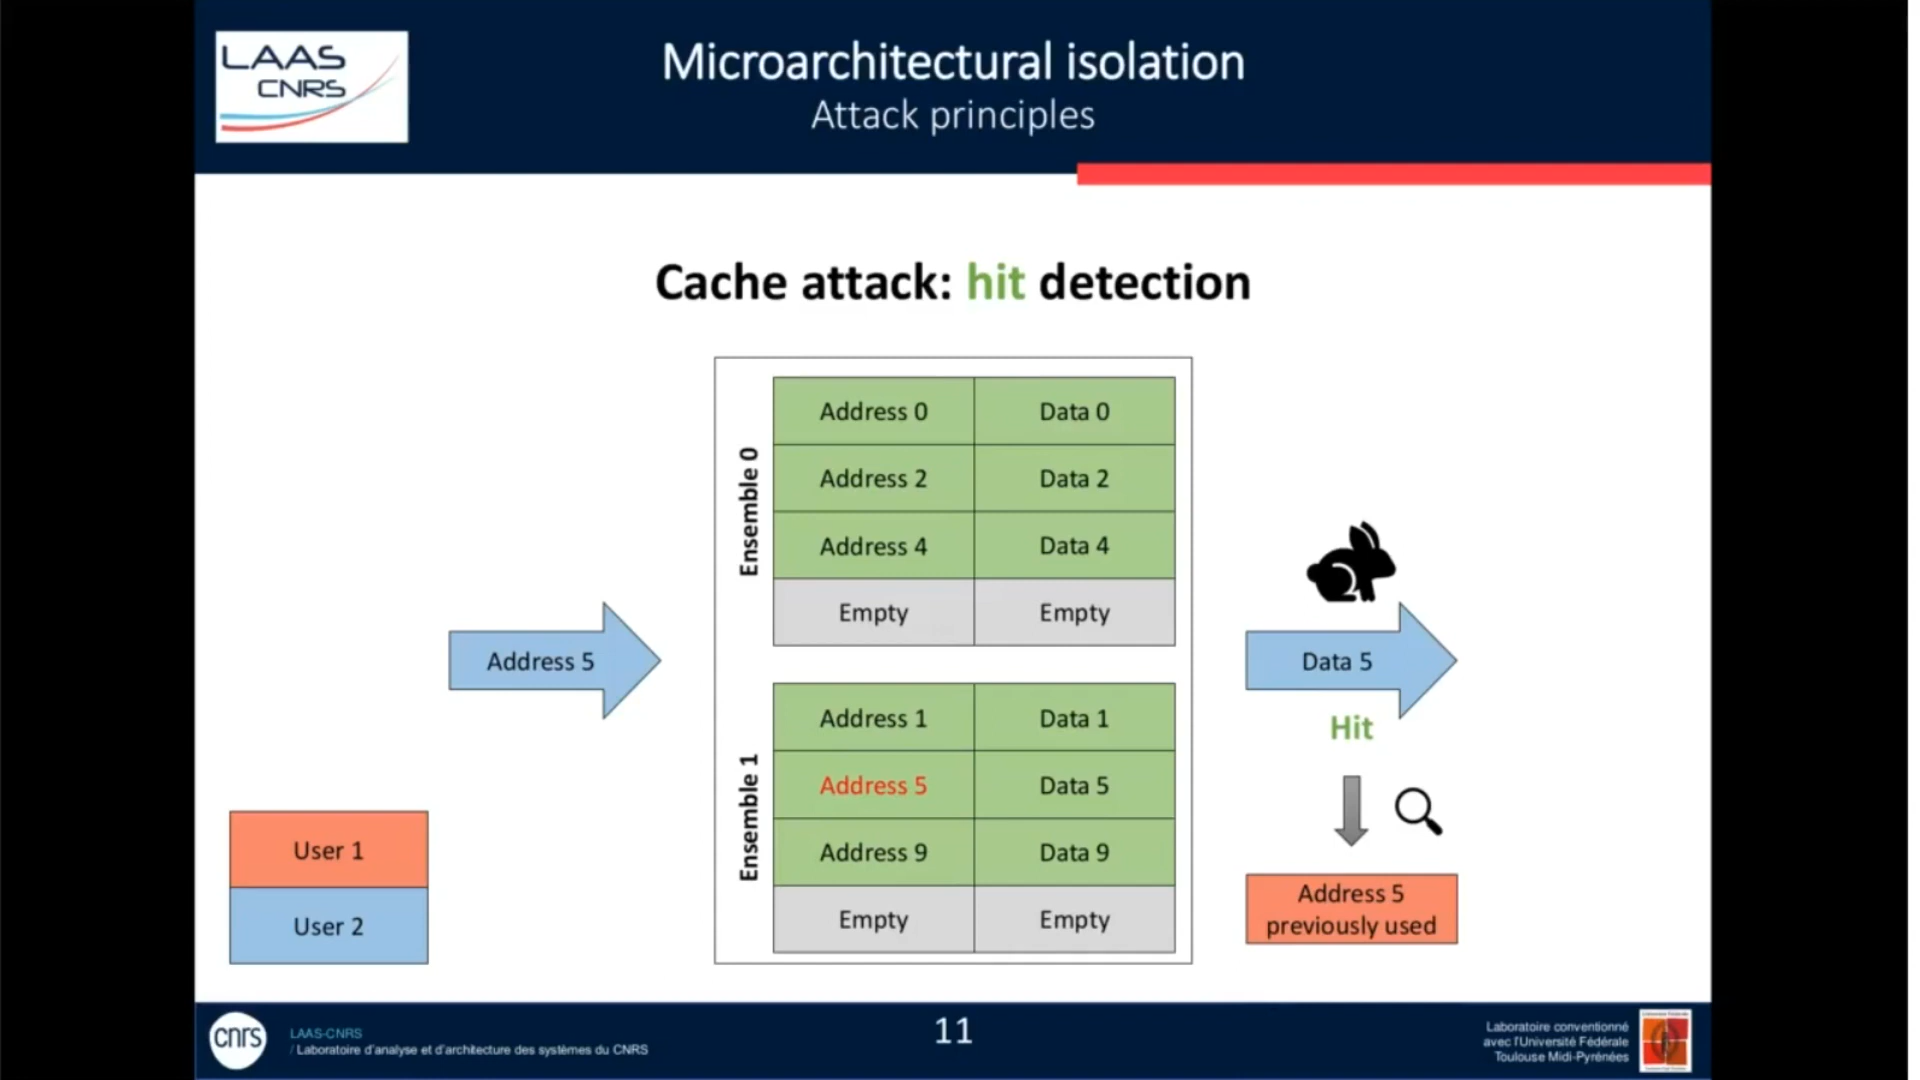 LAAS
CNRS
Microarchitectural isolation
Attack principles
Cache attack: hit detection
Ensemble 0
Address 0 Data 0
Address 2 Data 2
Address 4 Data 4
Empty Empty
Address 5
Data 5
Hit
Ensemble 1
Address 1 Data 1
Address 5 Data 5
Address 9 Data 9
Empty Empty
User 1
User 2
Address 5
previously used
cnrs
LAAS-CNRS
/ Laboratoire d'analyse et d'architecture des systèmes du CNRS
11
Laboratoire conventionné
avec l'Université Fédérale
Toulouse Midi-Pyrénées